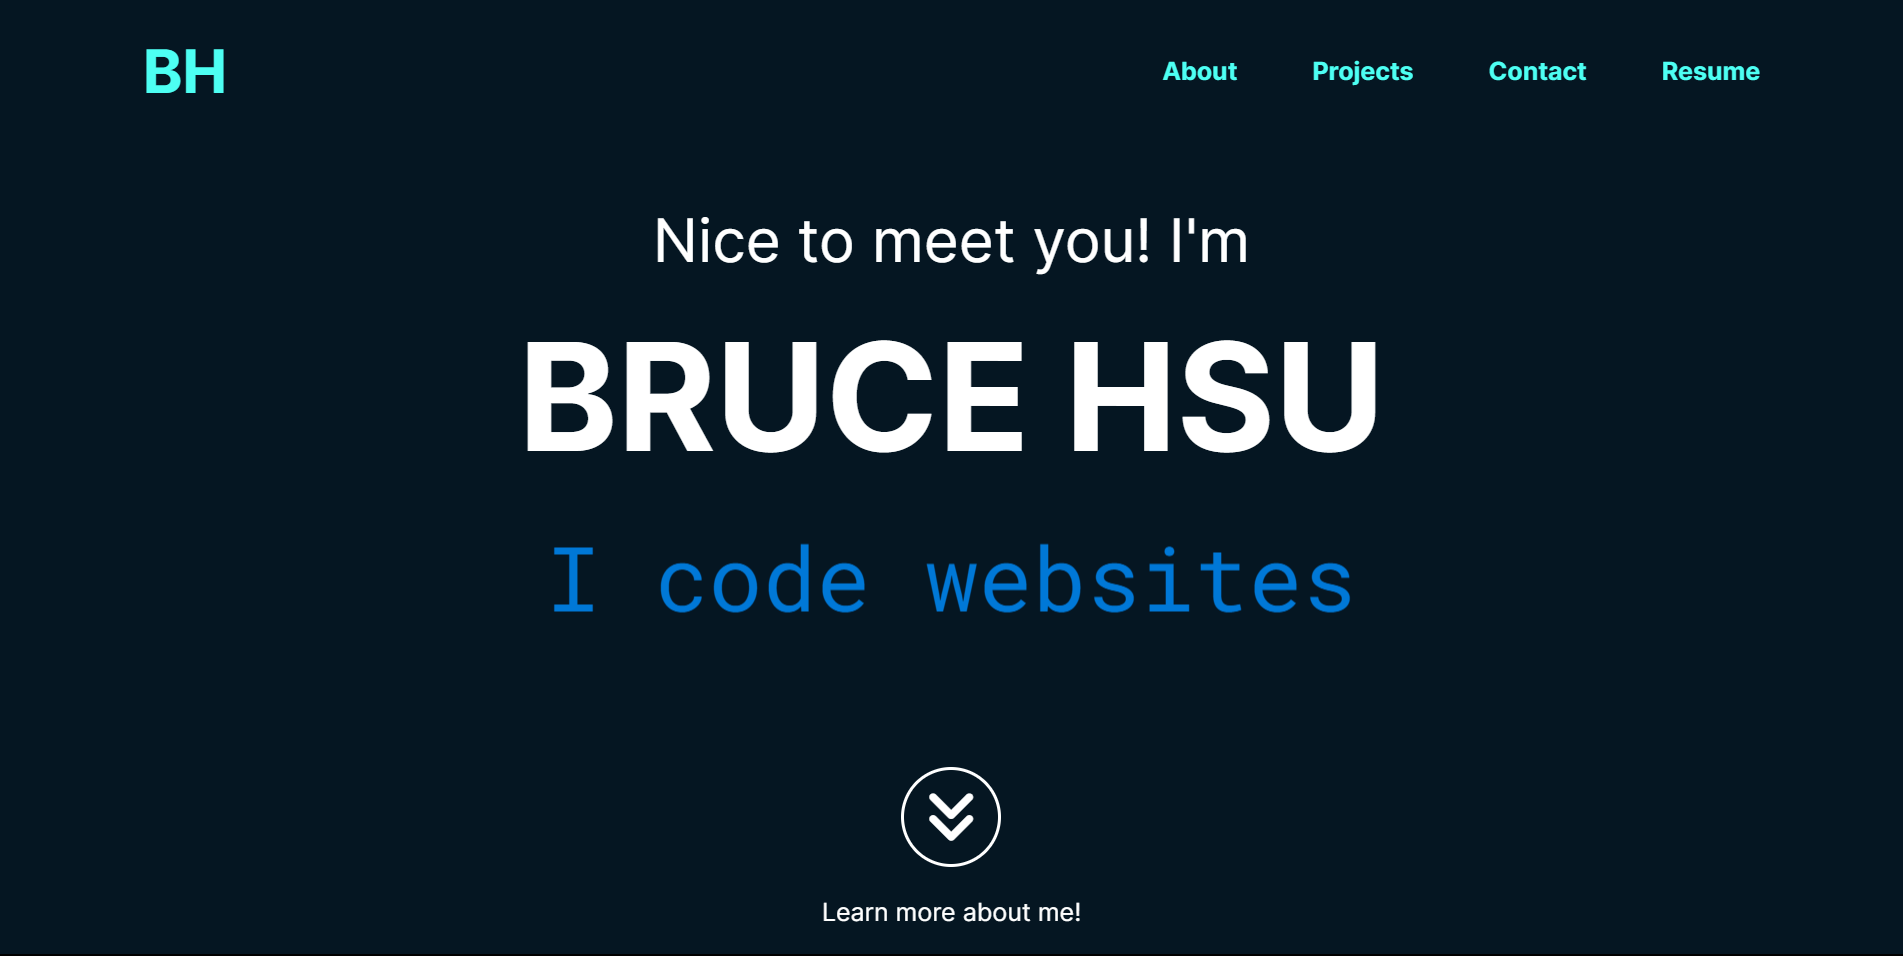 BH
About Projects Contact Resume
Nice to meet you! I'm
BRUCE HSU
I code websites
Learn more about me!